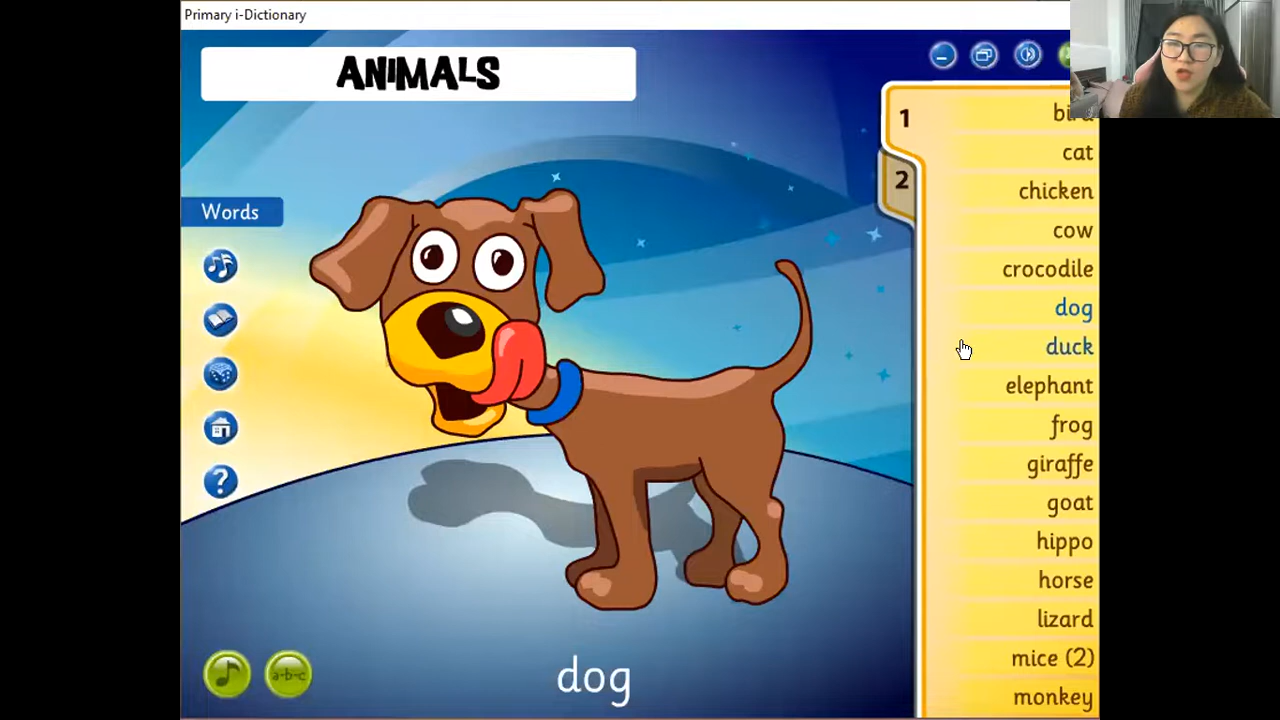 Primary i-Dictionary
ANIMALS
Words
a-b-c
dog
1
2
bird
cat
chicken
cow
crocodile
dog
duck
elephant
frog
giraffe
goat
hippo
horse
lizard
mice (2)
monkey